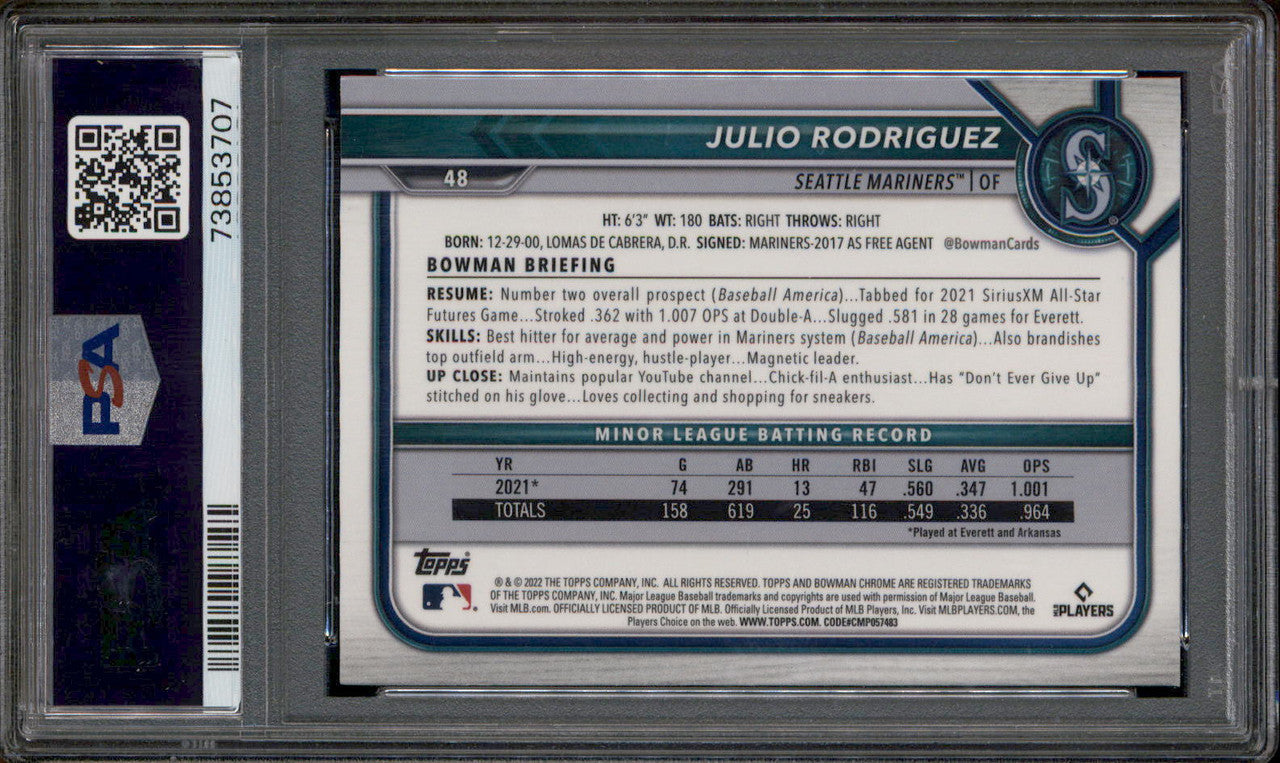 73853707
PSA
JULIO RODRIGUEZ
48
SEATTLE MARINERS™ | OF
S
®
HT: 6'3" WT: 180 BATS: RIGHT THROWS: RIGHT
BORN: 12-29-00, LOMAS DE CABRERA, D.R. SIGNED: MARINERS-2017 AS FREE AGENT @BowmanCards
BOWMAN BRIEFING
RESUME: Number two overall prospect (Baseball America)...Tabbed for 2021 SiriusXM All-Star
Futures Game...Stroked .362 with 1.007 OPS at Double-A...Slugged .581 in 28 games for Everett.
SKILLS: Best hitter for average and power in Mariners system (Baseball America)...Also brandishes
top outfield arm...High-energy, hustle-player...Magnetic leader.
UP CLOSE: Maintains popular YouTube channel...Chick-fil-A enthusiast...Has "Don't Ever Give Up"
stitched on his glove...Loves collecting and shopping for sneakers.
MINOR LEAGUE BATTING RECORD
YR G AB HR RBI SLG AVG OPS
2021* 74 291 13 47 .560 .347 1.001
TOTALS 158 619 25 116 .549 .336 .964
*Played at Everett and Arkansas
Topps®
® & © 2022 THE TOPPS COMPANY, INC. ALL RIGHTS RESERVED. TOPPS AND BOWMAN CHROME ARE REGISTERED TRADEMARKS
OF THE TOPPS COMPANY, INC. Major League Baseball trademarks and copyrights are used with permission of Major League Baseball.
Visit MLB.com. OFFICIALLY LICENSED PRODUCT OF MLB. Officially Licensed Product of MLB Players, Inc. Visit MLBPLAYERS.COM, the
Players Choice on the web. WWW.TOPPS.COM. CODE#CMP057483
MLB PLAYERS